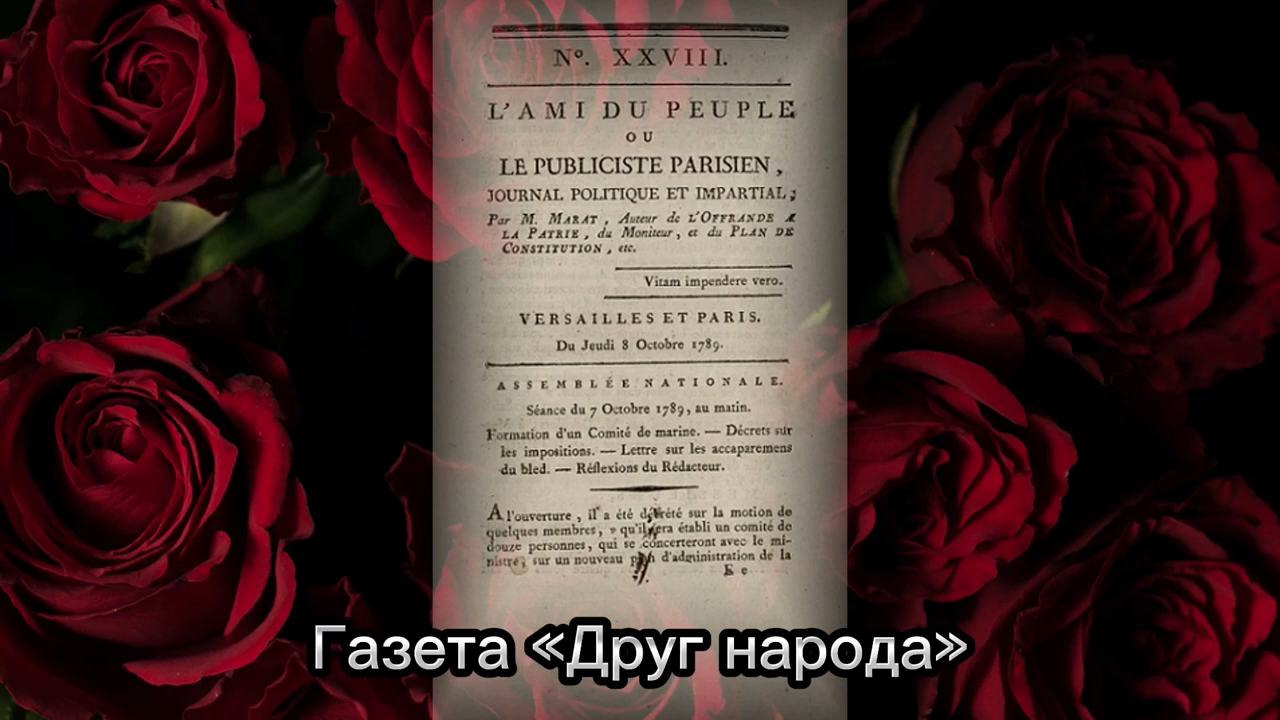 Nº. XXVIII.
L'AMI DU PEUPLE
OU
LE PUBLICISTE PARISIEN,
JOURNAL POLITIQUE ET IMPARTIAL;
Par M. MARAT, Auteur de L'OFFRANDE A
LA PATRIE, du Moniteur, et du PLAN DE
CONSTITUTION, etc.
Vitam impendere vero.
VERSAILLES ET PARIS.
Du Jeudi 8 Octobre 1789.
ASSEMBLÉE NATIONALE.
Séance du 7 Octobre 1789, au matin.
Formation d'un Comité de marine. — Décrets sur
les impositions. — Lettre sur les accaparemens
du bled. — Réflexions du Rédacteur.
A l'ouverture, il a été décrété sur la motion de
quelques membres, » qu'il sera établi un comité de
douze personnes, qui se concerteront avec le mi-
nistre, sur un nouveau plan d'administration de la
E e
Газета «Друг народа»